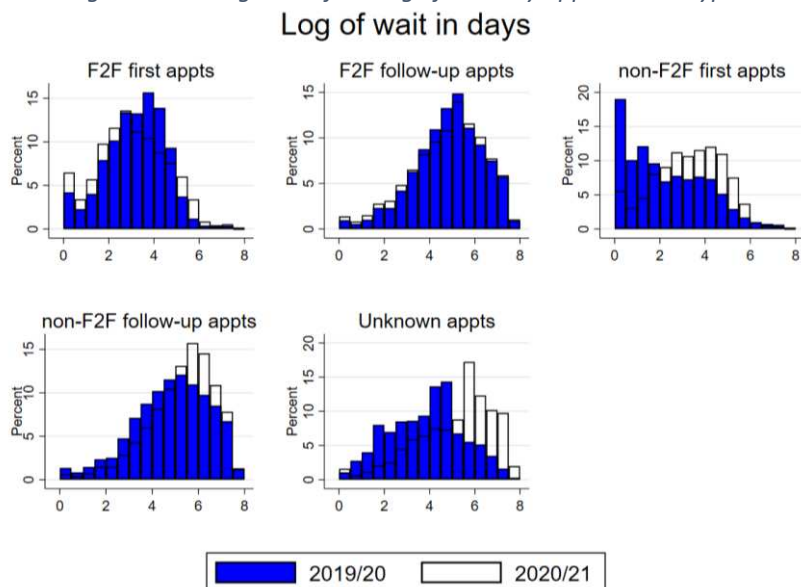 Log of wait in days
F2F first appts
F2F follow-up appts
non-F2F first appts
Percent
0 5 10 15
0 2 4 6 8
0 5 10 15
0 2 4 6 8
Percent
0 5 10 15 20
0 2 4 6 8
non-F2F follow-up appts
Unknown appts
Percent
0 5 10 15
0 2 4 6 8
Percent
0 5 10 15 20
0 2 4 6 8
2019/20
2020/21